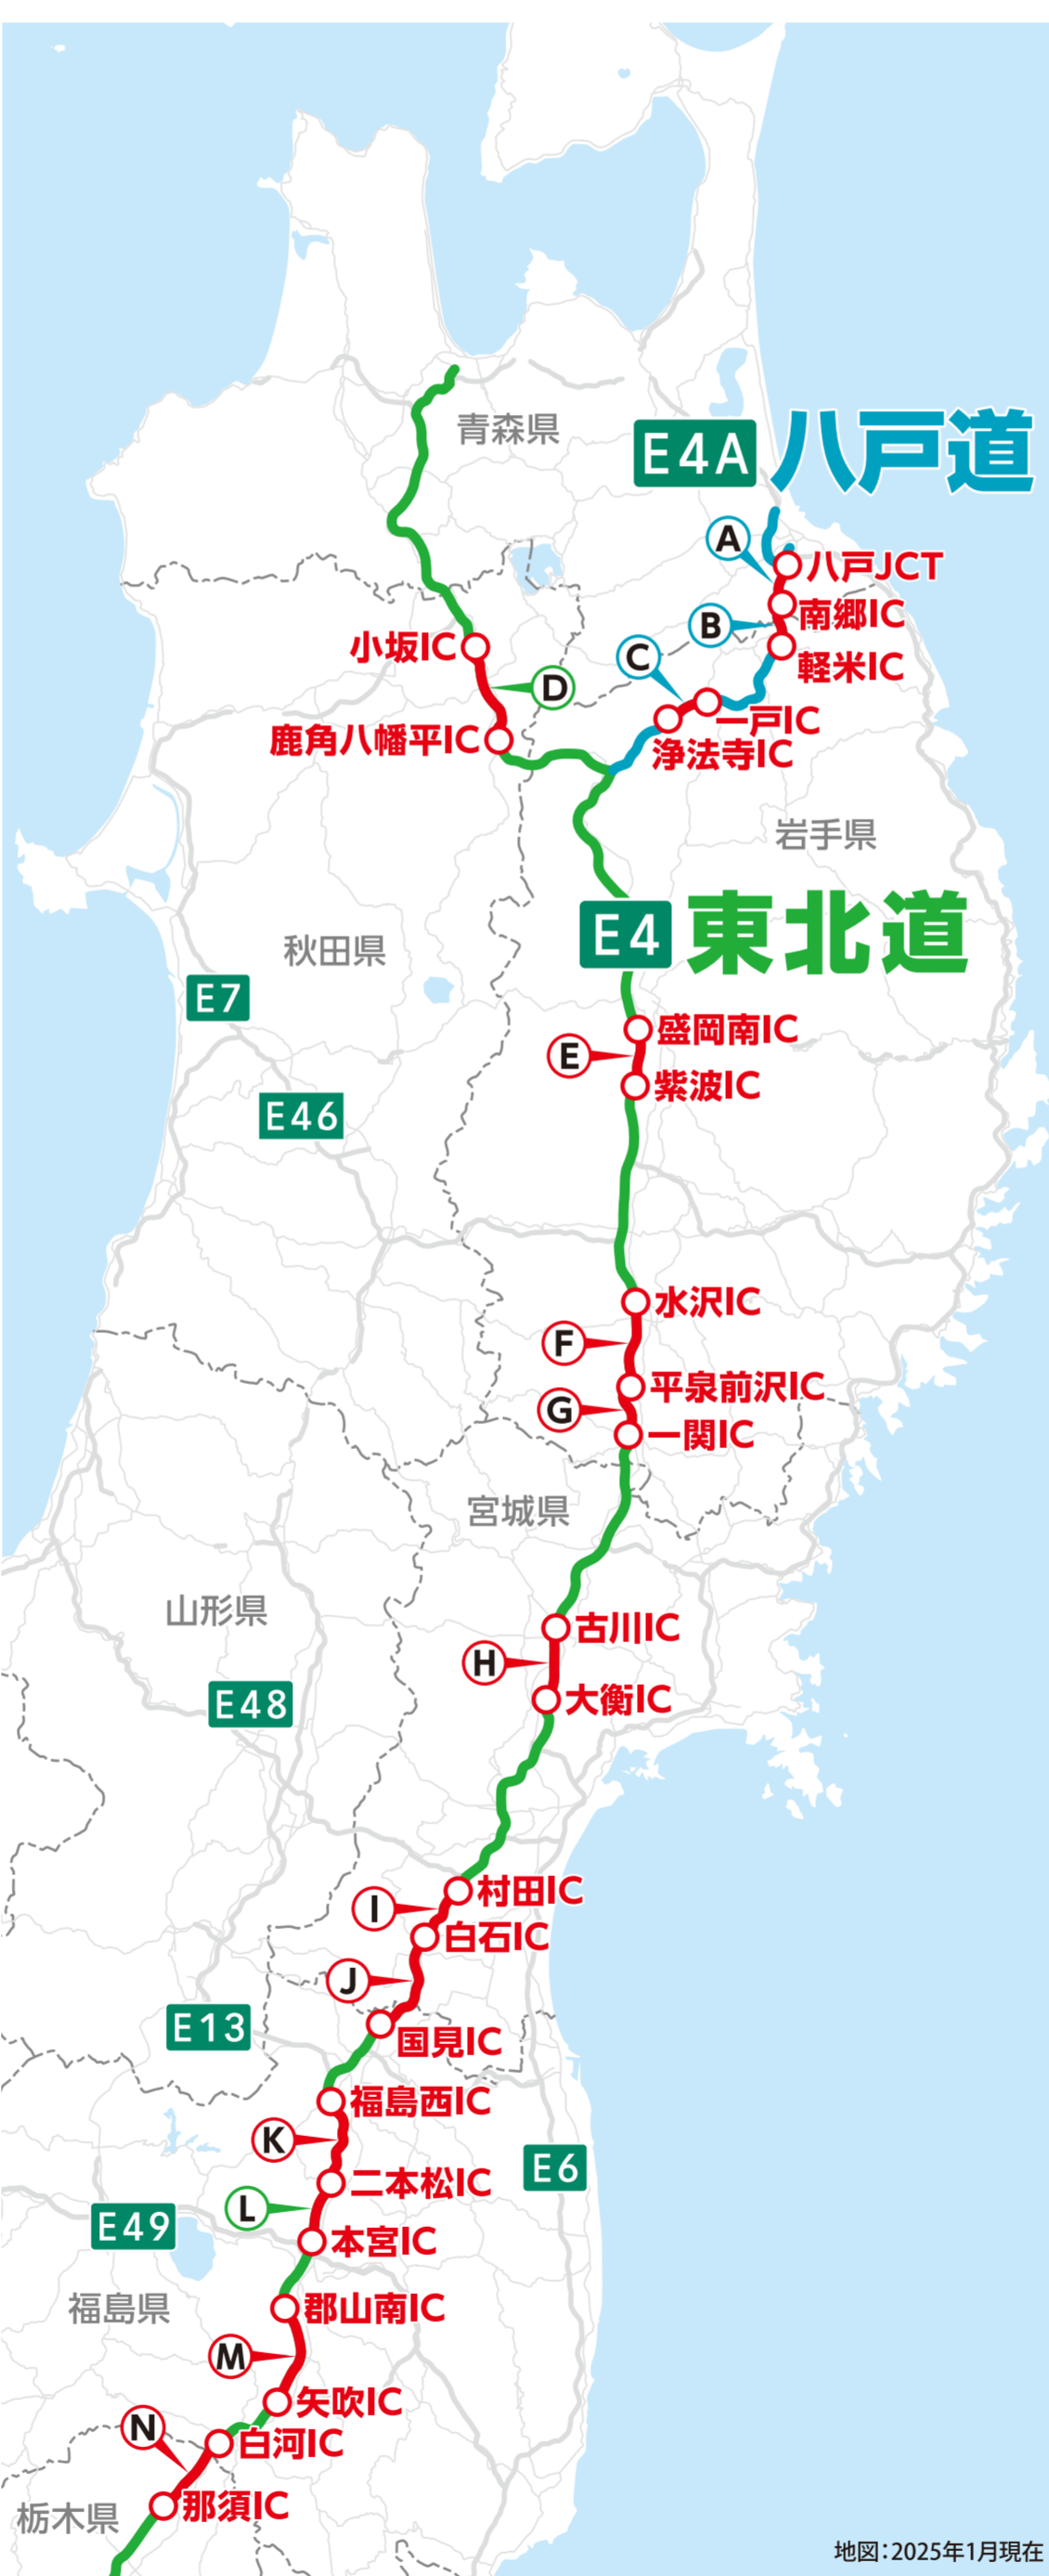 青森県
E4A 八戸道
A
八戸JCT
南郷IC
B
小坂IC
C
軽米IC
D
一戸IC
鹿角八幡平IC
浄法寺IC
岩手県
E4 東北道
秋田県
E7
盛岡南IC
E
紫波IC
E46
水沢IC
F
平泉前沢IC
G
一関IC
宮城県
山形県
古川IC
H
大衡IC
E48
村田IC
I
白石IC
J
E13
国見IC
福島西IC
K
E6
二本松IC
L
E49
本宮IC
福島県
郡山南IC
M
矢吹IC
N
白河IC
那須IC
栃木県
地図：2025年1月現在